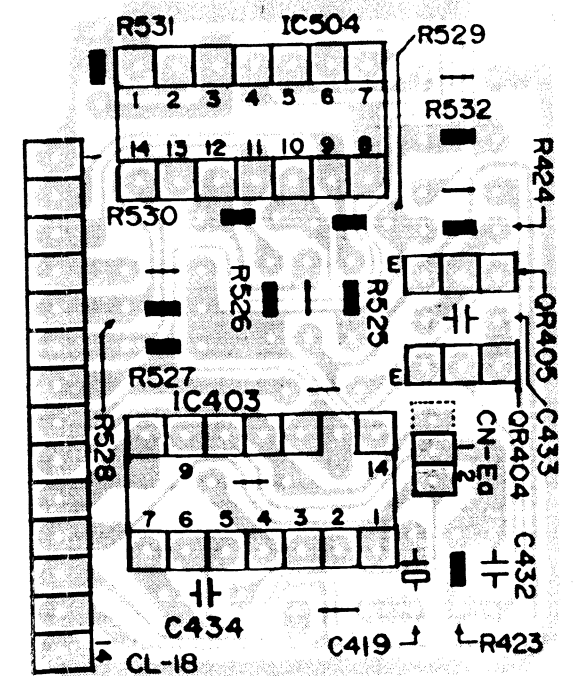 R531
IC504
R529
1 2 3 4 5 6 7
R532
14 13 12 11 10 9 8
R424
R530
E
R526
R525
QR405
R527
E
IC403
R528
CN-Ea
QR404
C433
9
14
2
7 6 5 4 3 2 1
C432
C434
C419
R423
14
CL-18